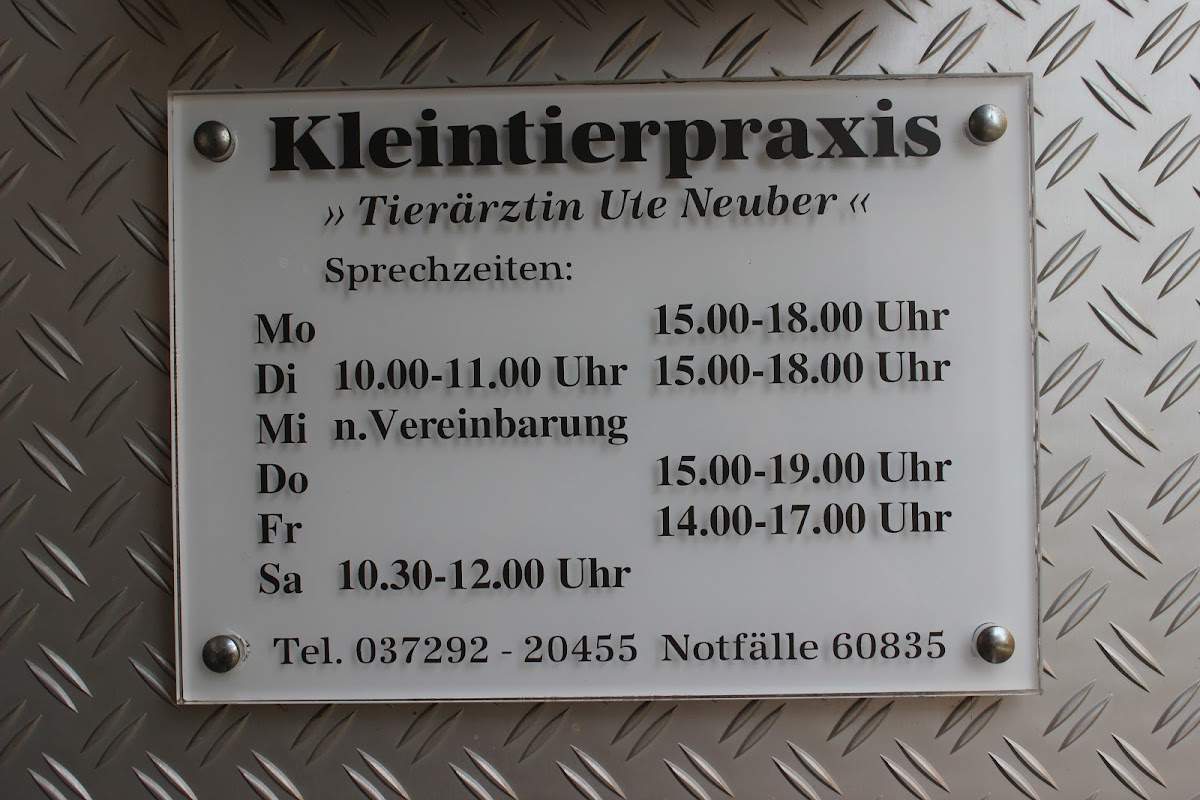 Kleintierpraxis
» Tierärztin Ute Neuber «
Sprechzeiten:
Mo 15.00-18.00 Uhr
Di 10.00-11.00 Uhr 15.00-18.00 Uhr
Mi n.Vereinbarung
Do 15.00-19.00 Uhr
Fr 14.00-17.00 Uhr
Sa 10.30-12.00 Uhr
Tel. 037292 - 20455 Notfälle 60835